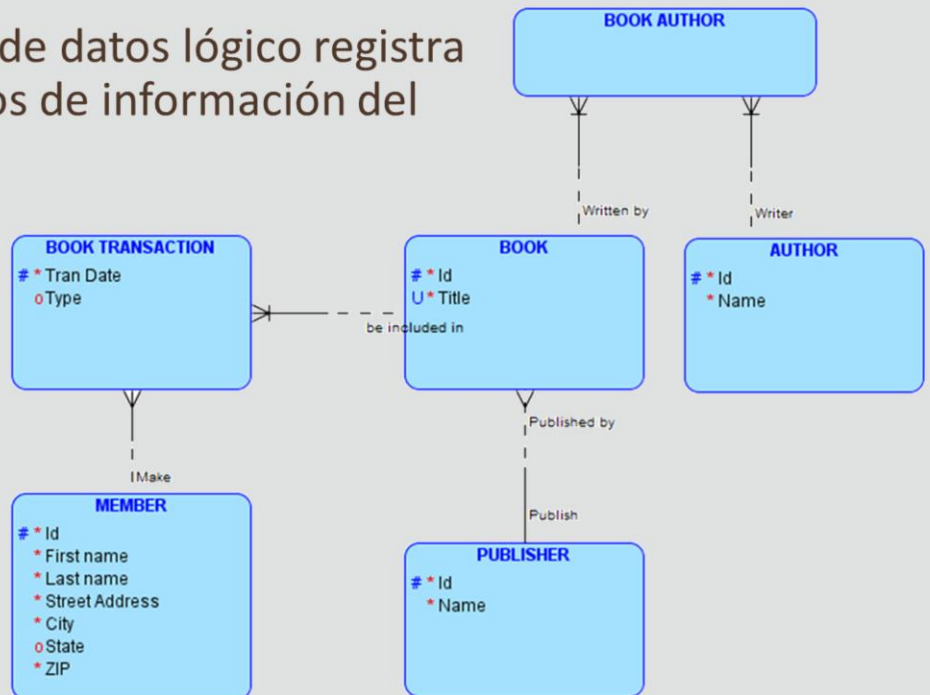 de datos lógico registra
os de información del
BOOK AUTHOR
Written by
Writer
BOOK TRANSACTION
# * Tran Date
o Type
be included in
BOOK
# * Id
U * Title
AUTHOR
# * Id
* Name
Make
Published by
Publish
MEMBER
# * Id
* First name
* Last name
* Street Address
* City
o State
* ZIP
PUBLISHER
# * Id
* Name